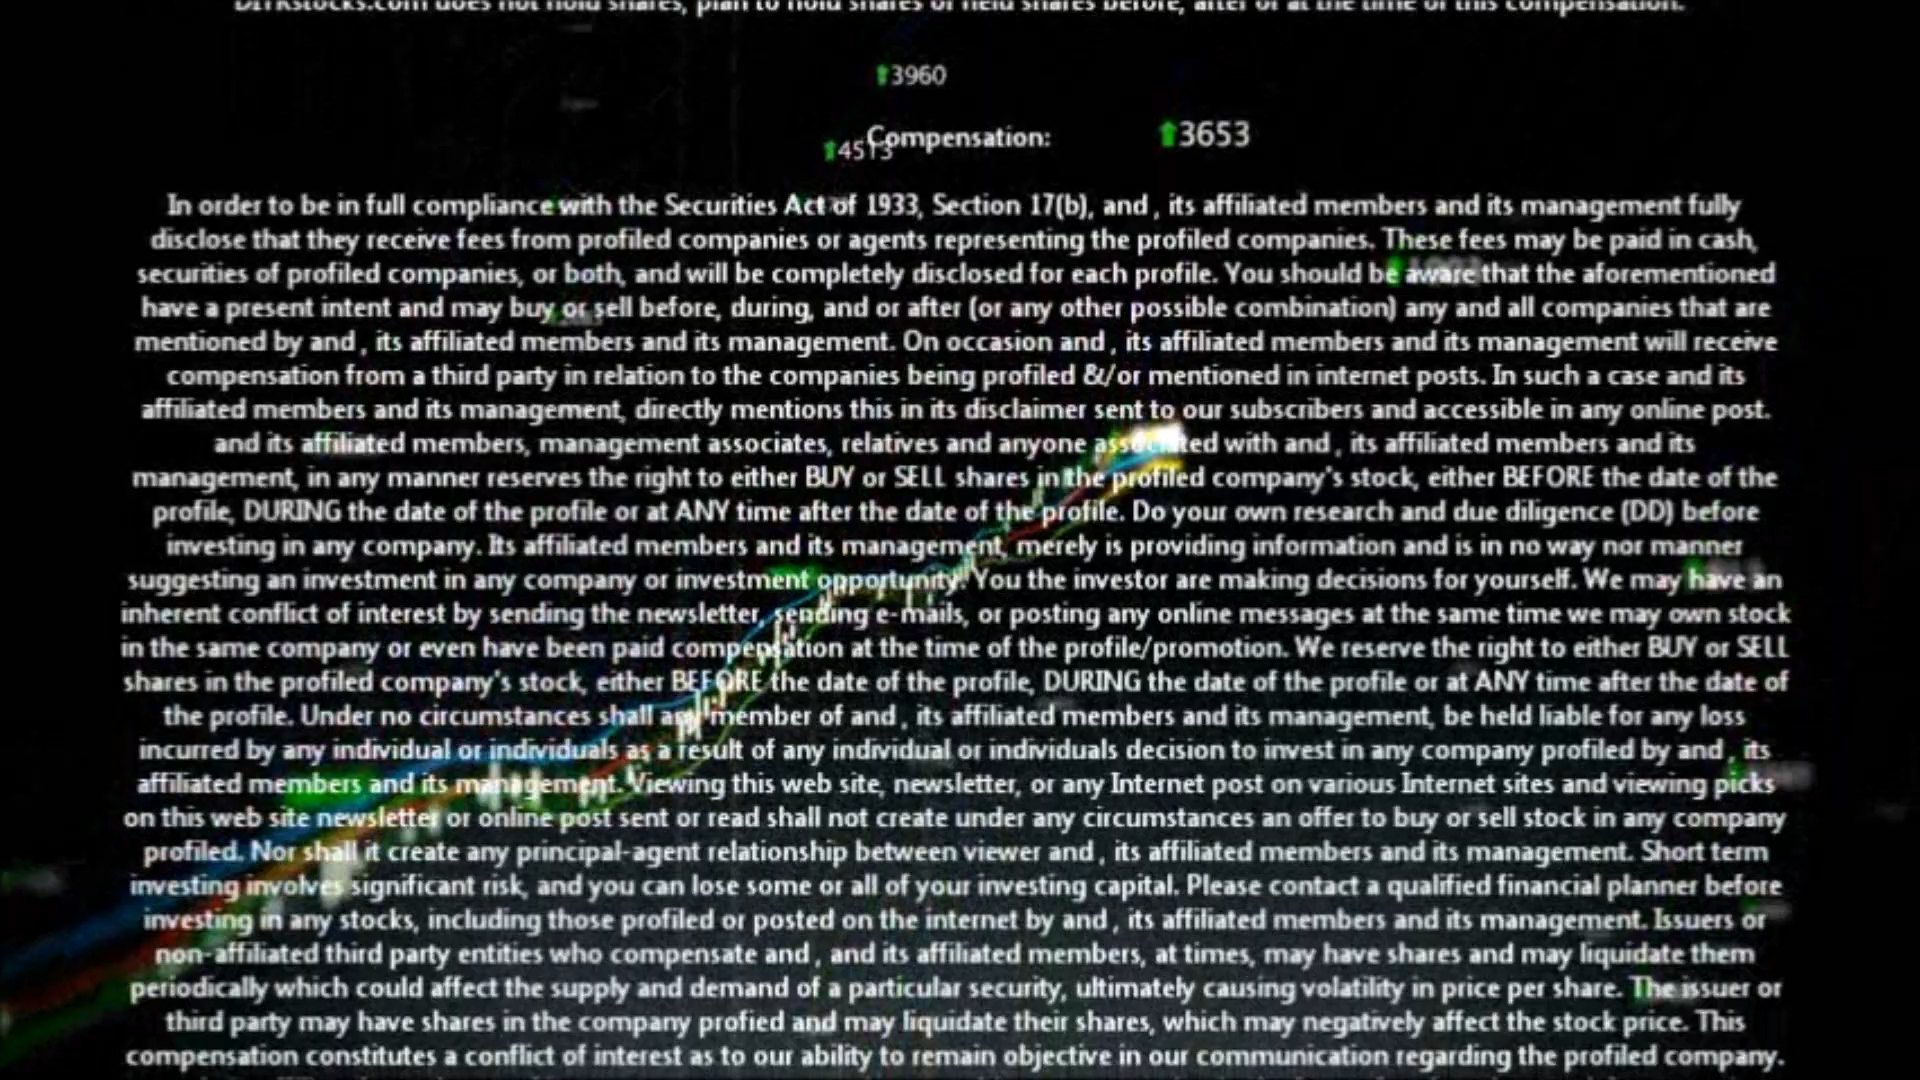 does not hold shares, plan to hold shares or held shares before, after or at the time of this compensation.
3960
Compensation:
3653
4513
In order to be in full compliance with the Securities Act of 1933, Section 17(b), and , its affiliated members and its management fully
disclose that they receive fees from profiled companies or agents representing the profiled companies. These fees may be paid in cash,
securities of profiled companies, or both, and will be completely disclosed for each profile. You should be aware that the aforementioned
have a present intent and may buy or sell before, during, and or after (or any other possible combination) any and all companies that are
mentioned by and , its affiliated members and its management. On occasion and , its affiliated members and its management will receive
compensation from a third party in relation to the companies being profiled &/or mentioned in internet posts. In such a case and its
affiliated members and its management, directly mentions this in its disclaimer sent to our subscribers and accessible in any online post.
and its affiliated members, management associates, relatives and anyone associated with and , its affiliated members and its
management, in any manner reserves the right to either BUY or SELL shares in the profiled company's stock, either BEFORE the date of the
profile, DURING the date of the profile or at ANY time after the date of the profile. Do your own research and due diligence (DD) before
investing in any company. Its affiliated members and its management, merely is providing information and is in no way nor manner
suggesting an investment in any company or investment opportunity. You the investor are making decisions for yourself. We may have an
inherent conflict of interest by sending the newsletter, sending e-mails, or posting any online messages at the same time we may own stock
in the same company or even have been paid compensation at the time of the profile/promotion. We reserve the right to either BUY or SELL
shares in the profiled company's stock, either BEFORE the date of the profile, DURING the date of the profile or at ANY time after the date of
the profile. Under no circumstances shall any member of and , its affiliated members and its management, be held liable for any loss
incurred by any individual or individuals as a result of any individual or individuals decision to invest in any company profiled by and , its
affiliated members and its management. Viewing this web site, newsletter, or any Internet post on various Internet sites and viewing picks
on this web site newsletter or online post sent or read shall not create under any circumstances an offer to buy or sell stock in any company
profiled. Nor shall it create any principal-agent relationship between viewer and , its affiliated members and its management. Short term
investing involves significant risk, and you can lose some or all of your investing capital. Please contact a qualified financial planner before
investing in any stocks, including those profiled or posted on the internet by and , its affiliated members and its management. Issuers or
non-affiliated third party entities who compensate and , and its affiliated members, at times, may have shares and may liquidate them
periodically which could affect the supply and demand of a particular security, ultimately causing volatility in price per share. The issuer or
third party may have shares in the company profied and may liquidate their shares, which may negatively affect the stock price. This
compensation constitutes a conflict of interest as to our ability to remain objective in our communication regarding the profiled company.